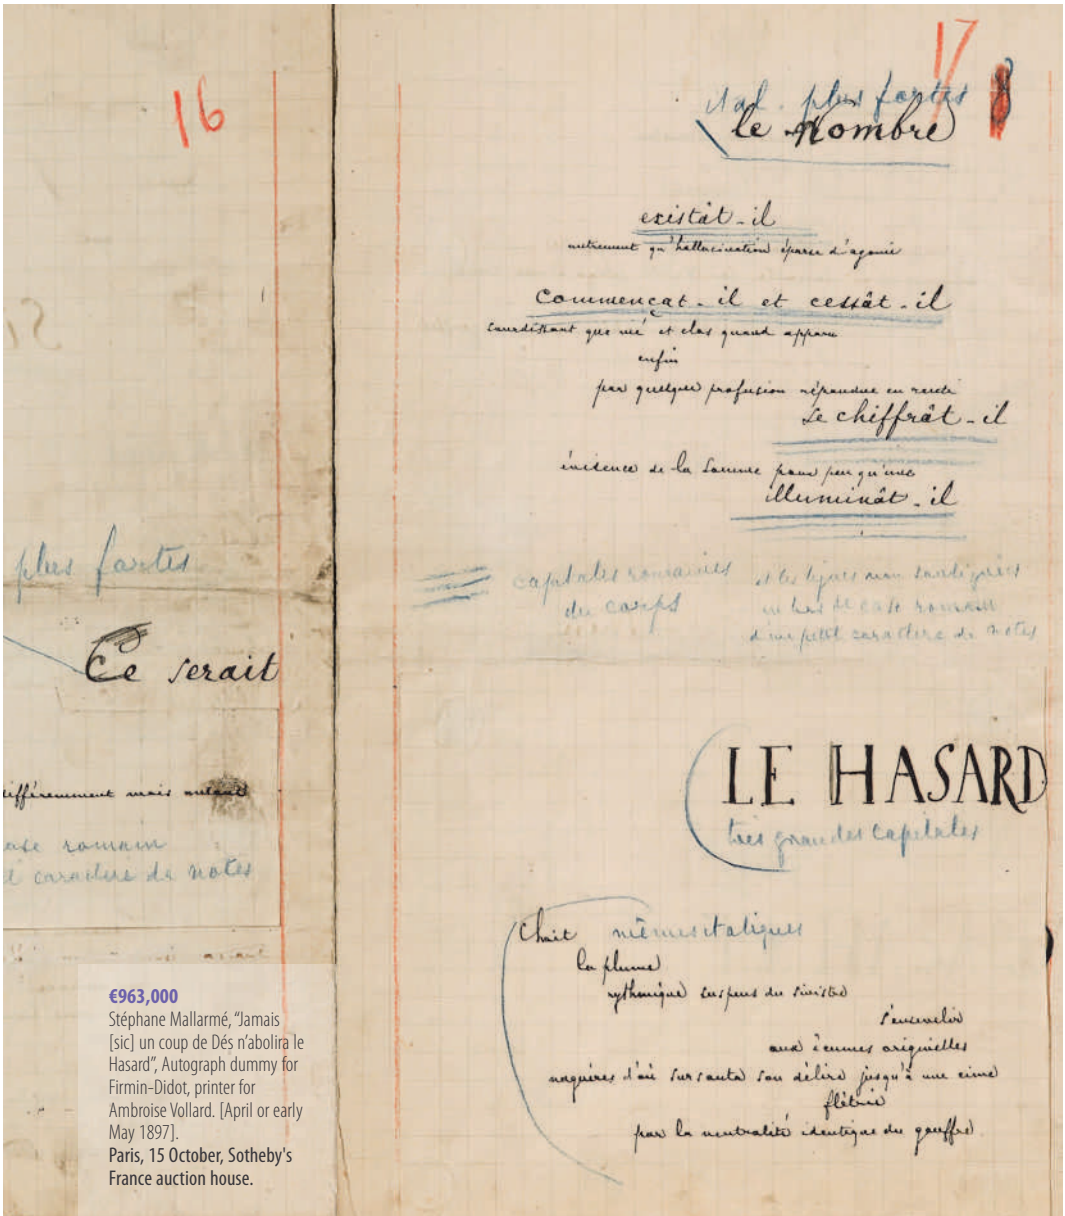 16
plus fortes
Ce serait
différemment mais autant
romain
caractère de notes
17
ital. plus fortes
le nombre
existât-il
autrement qu'hallucination éparse d'agonie
commençat-il et cessât-il
sourdissant que nié et clos quand apparu
enfin
par quelque profusion répandue en rareté
se chiffrât-il
évidence de la somme pour peu qu'une
illuminât-il
capitales romaines
du corps
et les lignes non soulignées
en bas de case romain
d'un petit caractère de notes
LE HASARD
très grandes capitales
Choit mêmes italiques
la plume
rythmique suspens du sinistre
s'ensevelir
aux écumes originelles
naguères d'où sursauta son délire jusqu'à une cime
flétrie
par la neutralité identique du gouffre
€963,000
Stéphane Mallarmé, “Jamais
[sic] un coup de Dés n’abolira le
Hasard”, Autograph dummy for
Firmin-Didot, printer for
Ambroise Vollard. [April or early
May 1897].
Paris, 15 October, Sotheby's
France auction house.